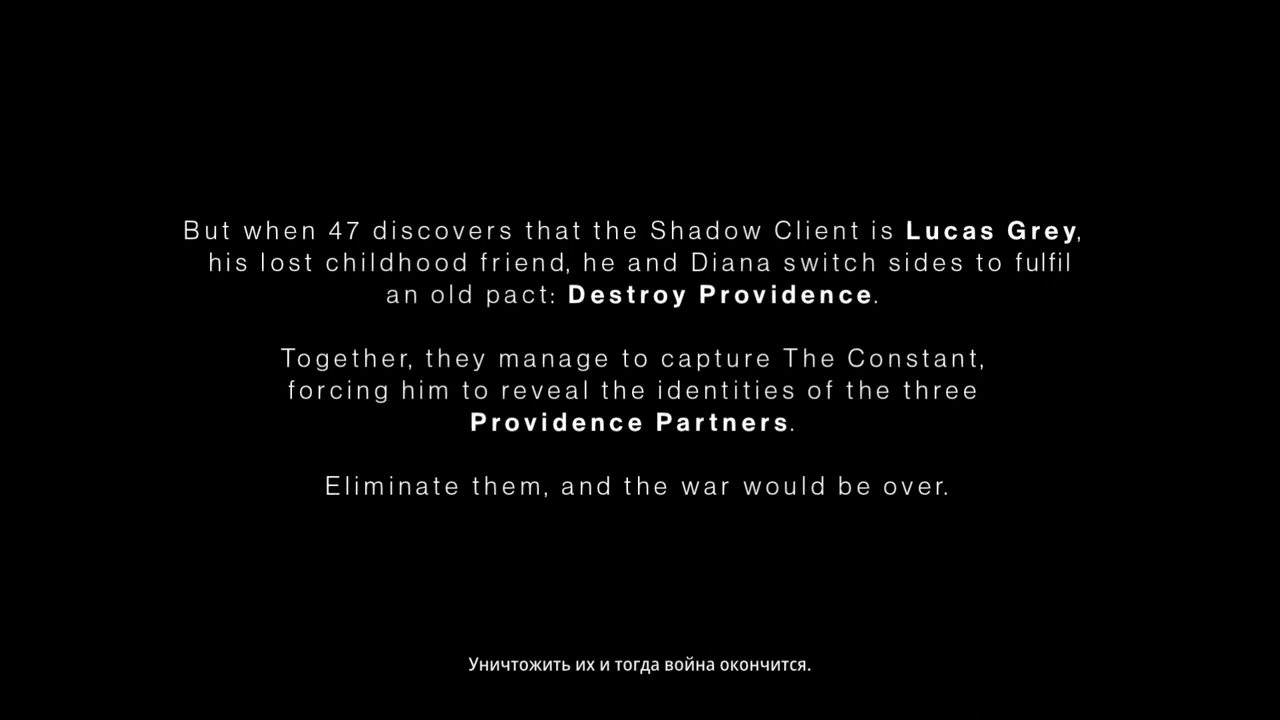 But when 47 discovers that the Shadow Client is Lucas Grey,
his lost childhood friend, he and Diana switch sides to fulfil
an old pact: Destroy Providence.
Together, they manage to capture The Constant,
forcing him to reveal the identities of the three
Providence Partners.
Eliminate them, and the war would be over.
Уничтожить их и тогда война окончится.